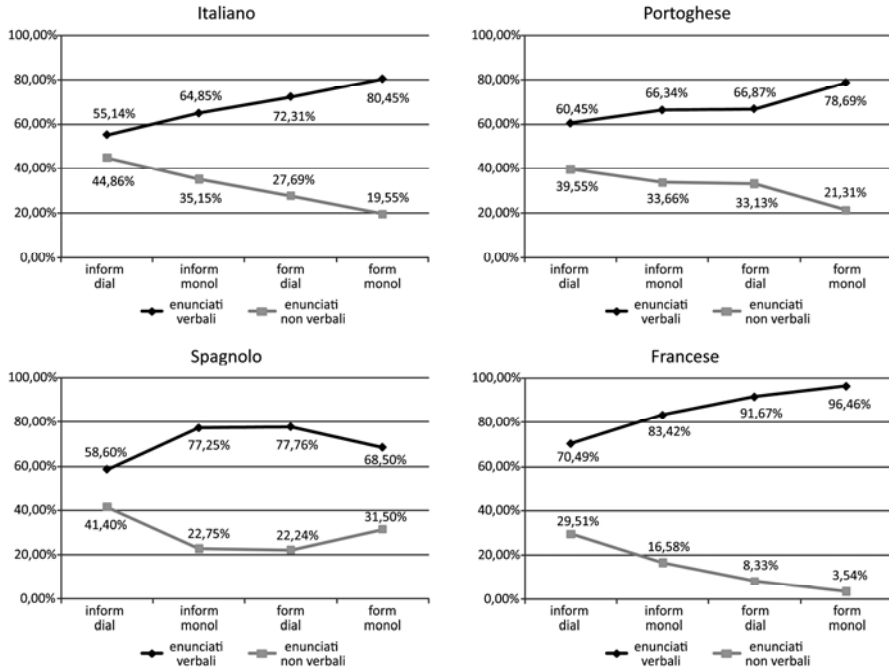 Italiano
100,00%
80,00%
60,00%
40,00%
20,00%
0,00%
55,14%
64,85%
72,31%
80,45%
44,86%
35,15%
27,69%
19,55%
inform dial
inform monol
form dial
form monol
enunciati verbali
enunciati non verbali
Portoghese
100,00%
80,00%
60,00%
40,00%
20,00%
0,00%
60,45%
66,34%
66,87%
78,69%
39,55%
33,66%
33,13%
21,31%
inform dial
inform monol
form dial
form monol
enunciati verbali
enunciati non verbali
Spagnolo
100,00%
80,00%
60,00%
40,00%
20,00%
0,00%
58,60%
77,25%
77,76%
68,50%
41,40%
22,75%
22,24%
31,50%
inform dial
inform monol
form dial
form monol
enunciati verbali
enunciati non verbali
Francese
100,00%
80,00%
60,00%
40,00%
20,00%
0,00%
70,49%
83,42%
91,67%
96,46%
29,51%
16,58%
8,33%
3,54%
inform dial
inform monol
form dial
form monol
enunciati verbali
enunciati non verbali